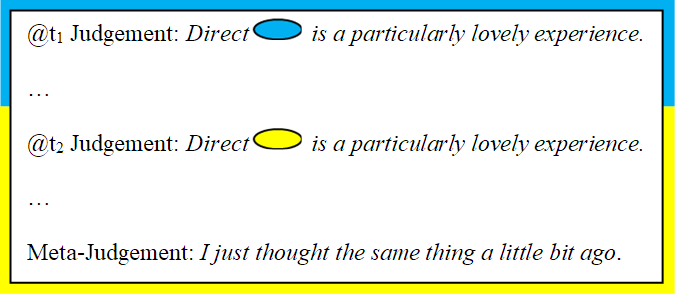 @t₁ Judgement: Direct is a particularly lovely experience.
…
@t₂ Judgement: Direct is a particularly lovely experience.
…
Meta-Judgement: I just thought the same thing a little bit ago.